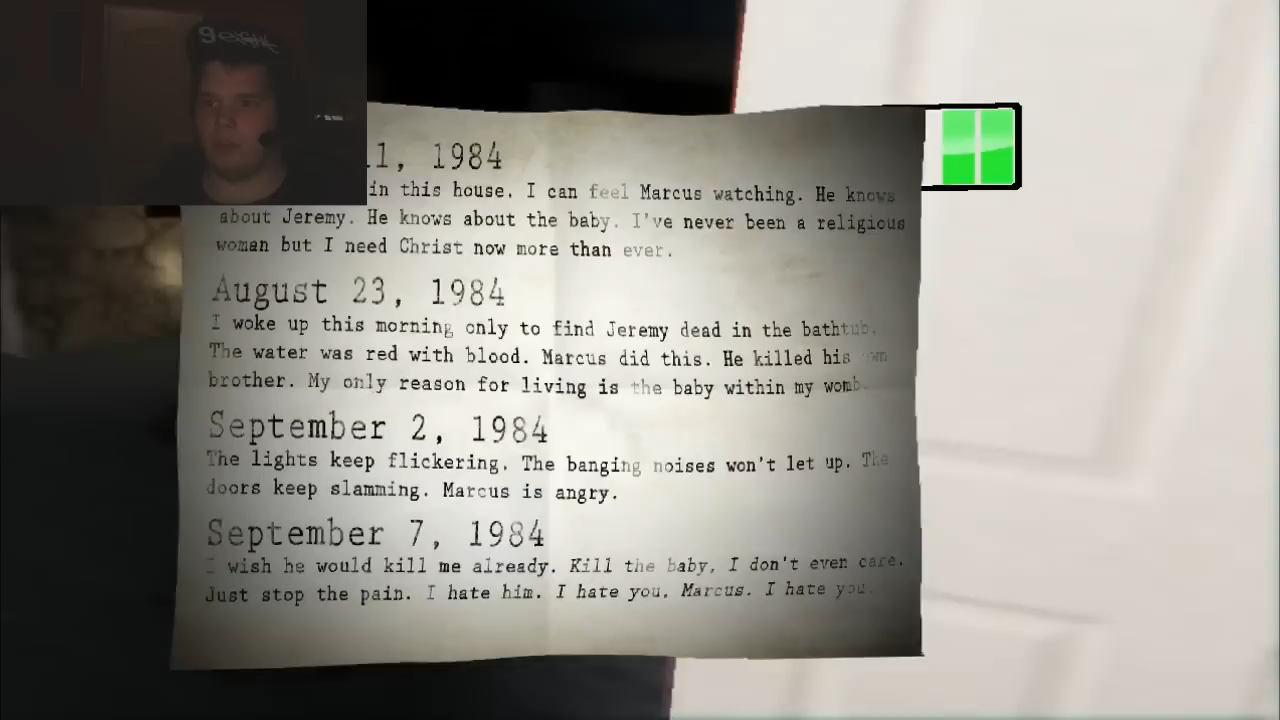 9eight
11, 1984
in this house. I can feel Marcus watching. He knows
about Jeremy. He knows about the baby. I've never been a religious
woman but I need Christ now more than ever.
August 23, 1984
I woke up this morning only to find Jeremy dead in the bathtub.
The water was red with blood. Marcus did this. He killed his own
brother. My only reason for living is the baby within my womb.
September 2, 1984
The lights keep flickering. The banging noises won't let up. The
doors keep slamming. Marcus is angry.
September 7, 1984
I wish he would kill me already. Kill the baby, I don't even care.
Just stop the pain. I hate him. I hate you, Marcus. I hate you.